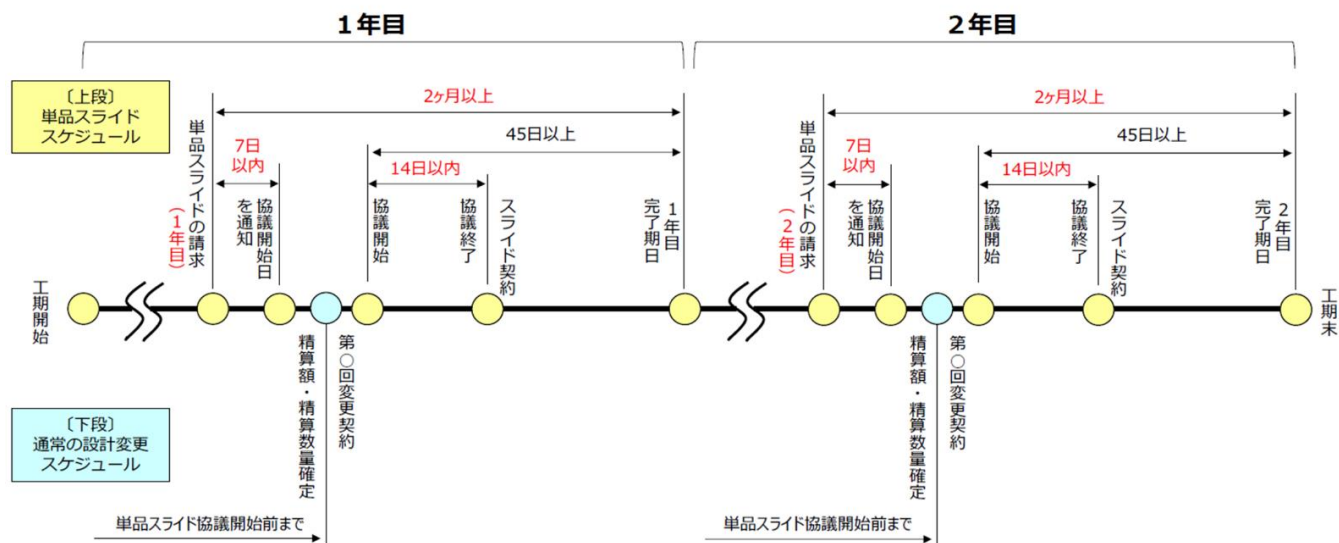 1年目
2年目
〔上段〕
単品スライド
スケジュール
2ヶ月以上
45日以上
7日
以内
14日以内
単品スライドの請求
(1年目)
協議開始日
を通知
協議開始
協議終了
スライド契約
1年目
完了期日
2ヶ月以上
45日以上
7日
以内
14日以内
単品スライドの請求
(2年目)
協議開始日
を通知
協議開始
協議終了
スライド契約
2年目
完了期日
工期開始
工期末
精算額・精算数量確定
第○回変更契約
精算額・精算数量確定
第○回変更契約
〔下段〕
通常の設計変更
スケジュール
単品スライド協議開始前まで
単品スライド協議開始前まで